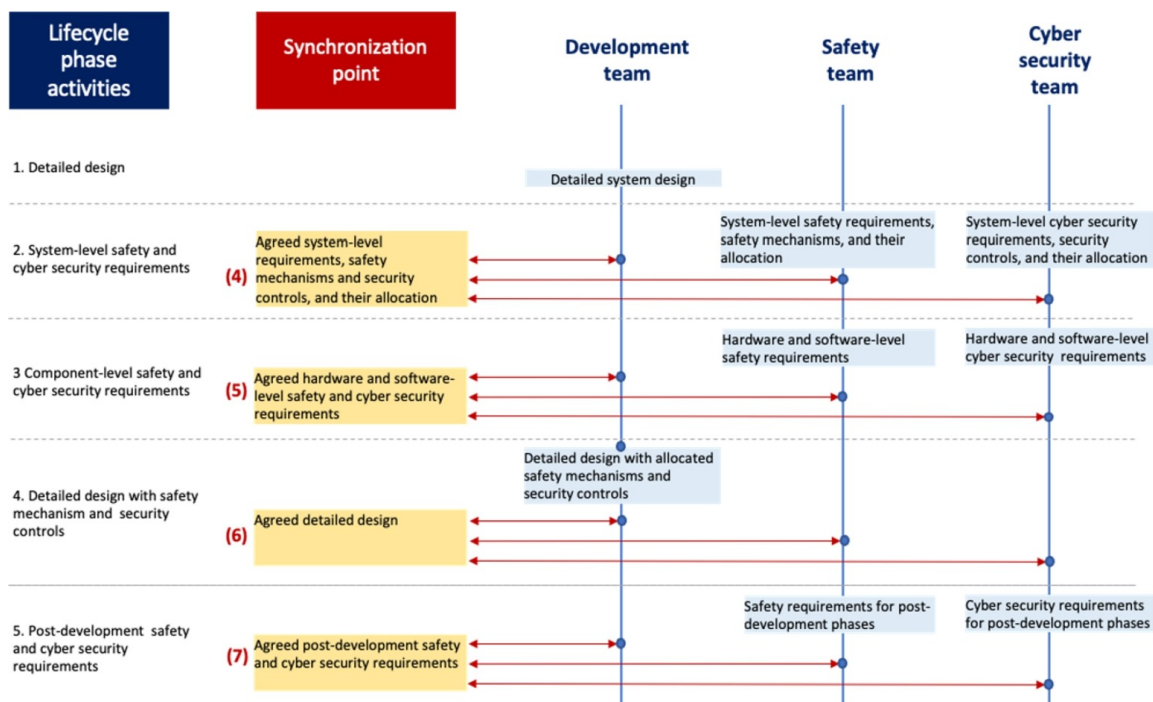 Lifecycle
phase
activities
Synchronization
point
Development
team
Safety
team
Cyber
security
team
1. Detailed design
Detailed system design
2. System-level safety and
cyber security requirements
(4)
Agreed system-level
requirements, safety
mechanisms and security
controls, and their allocation
System-level safety requirements,
safety mechanisms, and their
allocation
System-level cyber security
requirements, security
controls, and their allocation
3 Component-level safety and
cyber security requirements
(5)
Agreed hardware and software-
level safety and cyber security
requirements
Hardware and software-level
safety requirements
Hardware and software-level
cyber security requirements
4. Detailed design with safety
mechanism and security
controls
(6)
Agreed detailed design
Detailed design with allocated
safety mechanisms and
security controls
5. Post-development safety
and cyber security
requirements
(7)
Agreed post-development safety
and cyber security requirements
Safety requirements for post-
development phases
Cyber security requirements
for post-development phases